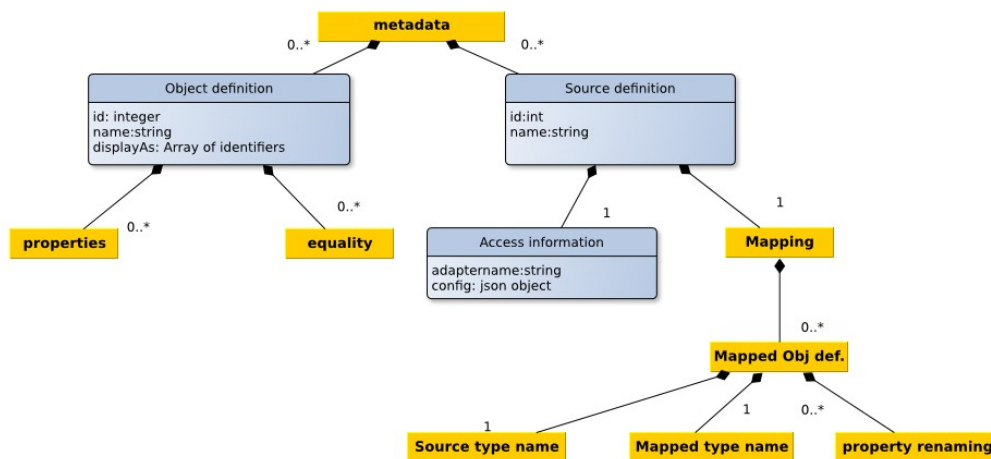 metadata
0..*
0..*
Object definition
id: integer
name:string
displayAs: Array of identifiers
Source definition
id:int
name:string
0..*
0..*
1
1
properties
equality
Access information
adaptername:string
config: json object
Mapping
0..*
Mapped Obj def.
1
1
0..*
Source type name
Mapped type name
property renaming